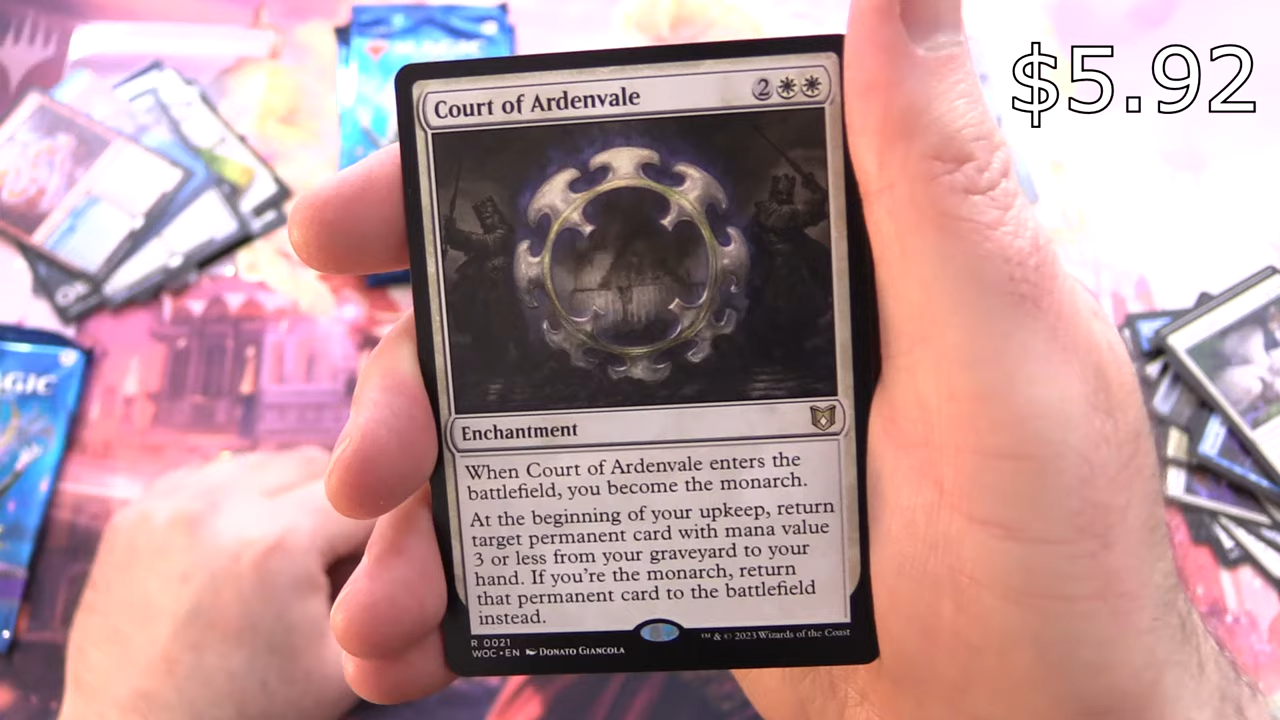 $5.92
MAGIC
Court of Ardenvale
2
Enchantment
When Court of Ardenvale enters the
battlefield, you become the monarch.
At the beginning of your upkeep, return
target permanent card with mana value
3 or less from your graveyard to your
hand. If you're the monarch, return
that permanent card to the battlefield
instead.
R 0021
WOC • EN Donato Giancola
™ & © 2023 Wizards of the Coast
AGIC